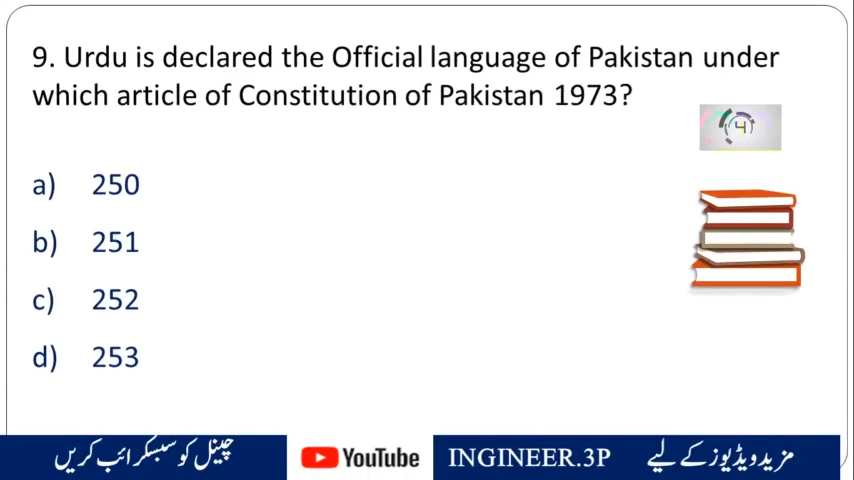 9. Urdu is declared the Official language of Pakistan under
which article of Constitution of Pakistan 1973?
4
a) 250
b) 251
c) 252
d) 253
چینل کو سبسکرائب کریں YouTube INGINEER.3P مزید ویڈیوز کے لیے